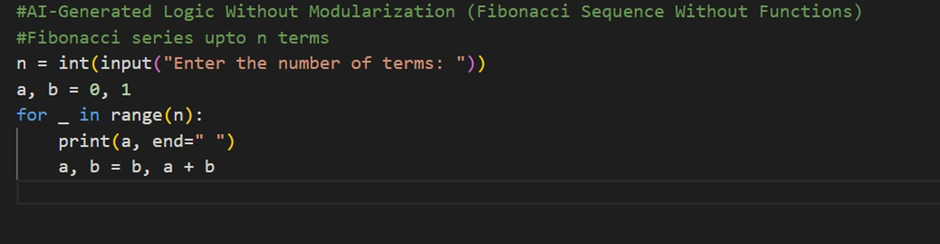 #AI-Generated Logic Without Modularization (Fibonacci Sequence Without Functions)
#Fibonacci series upto n terms
n = int(input("Enter the number of terms: "))
a, b = 0, 1
for _ in range(n):
    print(a, end=" ")
    a, b = b, a + b